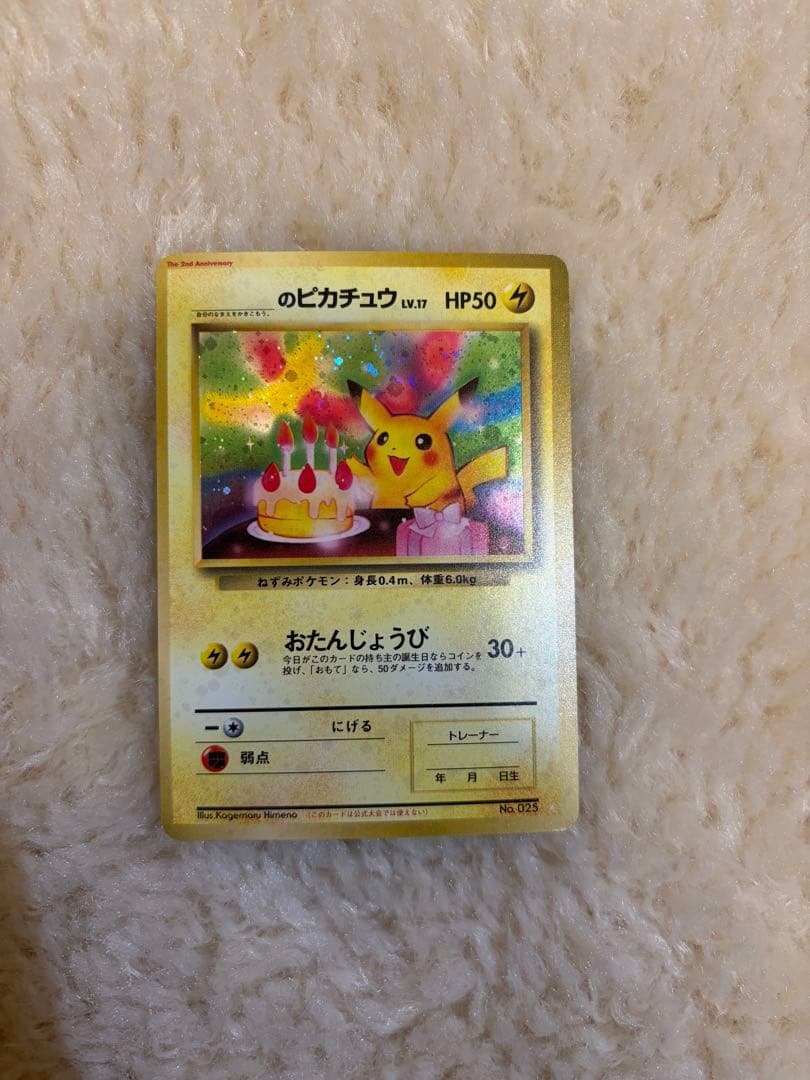 The 2nd Anniversary
のピカチュウ LV.17 HP50
自分のなまえをかきこもう。
ねずみポケモン：身長0.4m、体重6.0kg
おたんじょうび 30+
今日がこのカードの持ち主の誕生日ならコインを
投げ、「おもて」なら、50ダメージを追加する。
にげる
弱点
トレーナー
年 月 日生
Illus.Kagemaru Himeno （このカードは公式大会では使えない） No.025